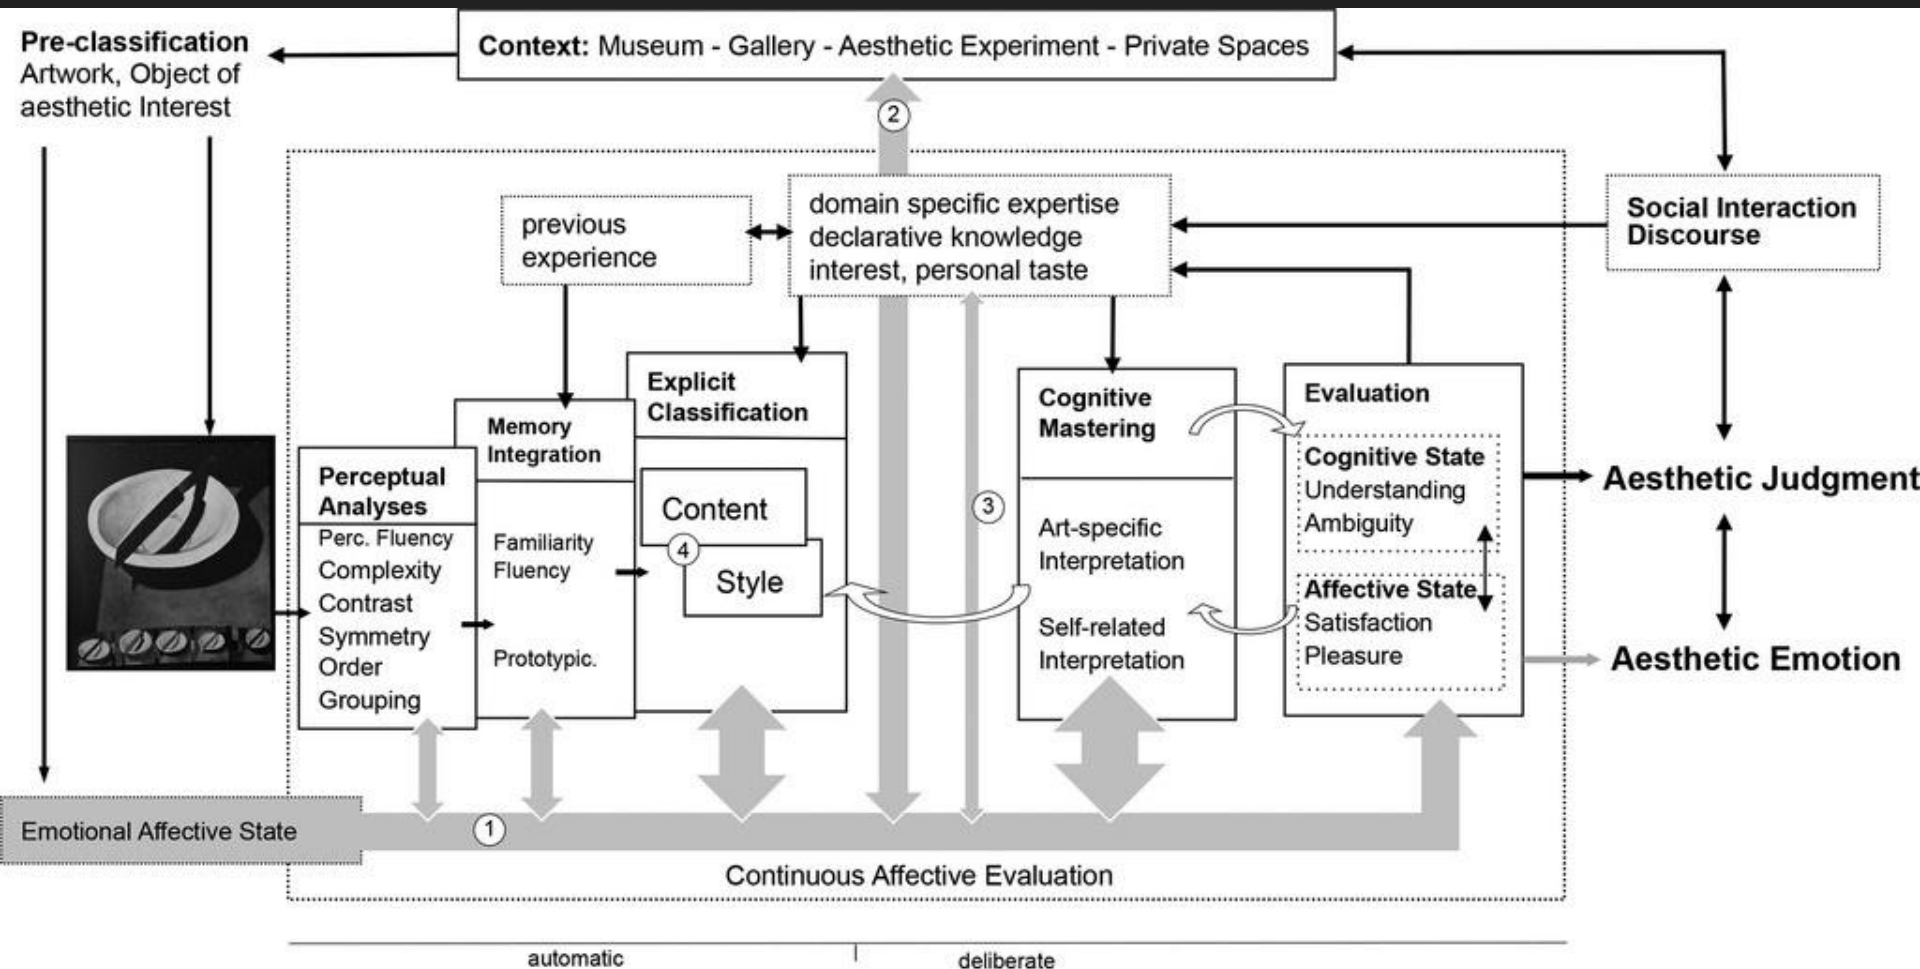 Pre-classification
Artwork, Object of
aesthetic Interest
Context: Museum - Gallery - Aesthetic Experiment - Private Spaces
2
previous
experience
domain specific expertise
declarative knowledge
interest, personal taste
Social Interaction
Discourse
Perceptual
Analyses
Perc. Fluency
Complexity
Contrast
Symmetry
Order
Grouping
Memory
Integration
Familiarity
Fluency
Prototypic.
Explicit
Classification
Content
4
Style
3
Cognitive
Mastering
Art-specific
Interpretation
Self-related
Interpretation
Evaluation
Cognitive State
Understanding
Ambiguity
Affective State
Satisfaction
Pleasure
Aesthetic Judgment
Aesthetic Emotion
Emotional Affective State
1
Continuous Affective Evaluation
automatic
deliberate